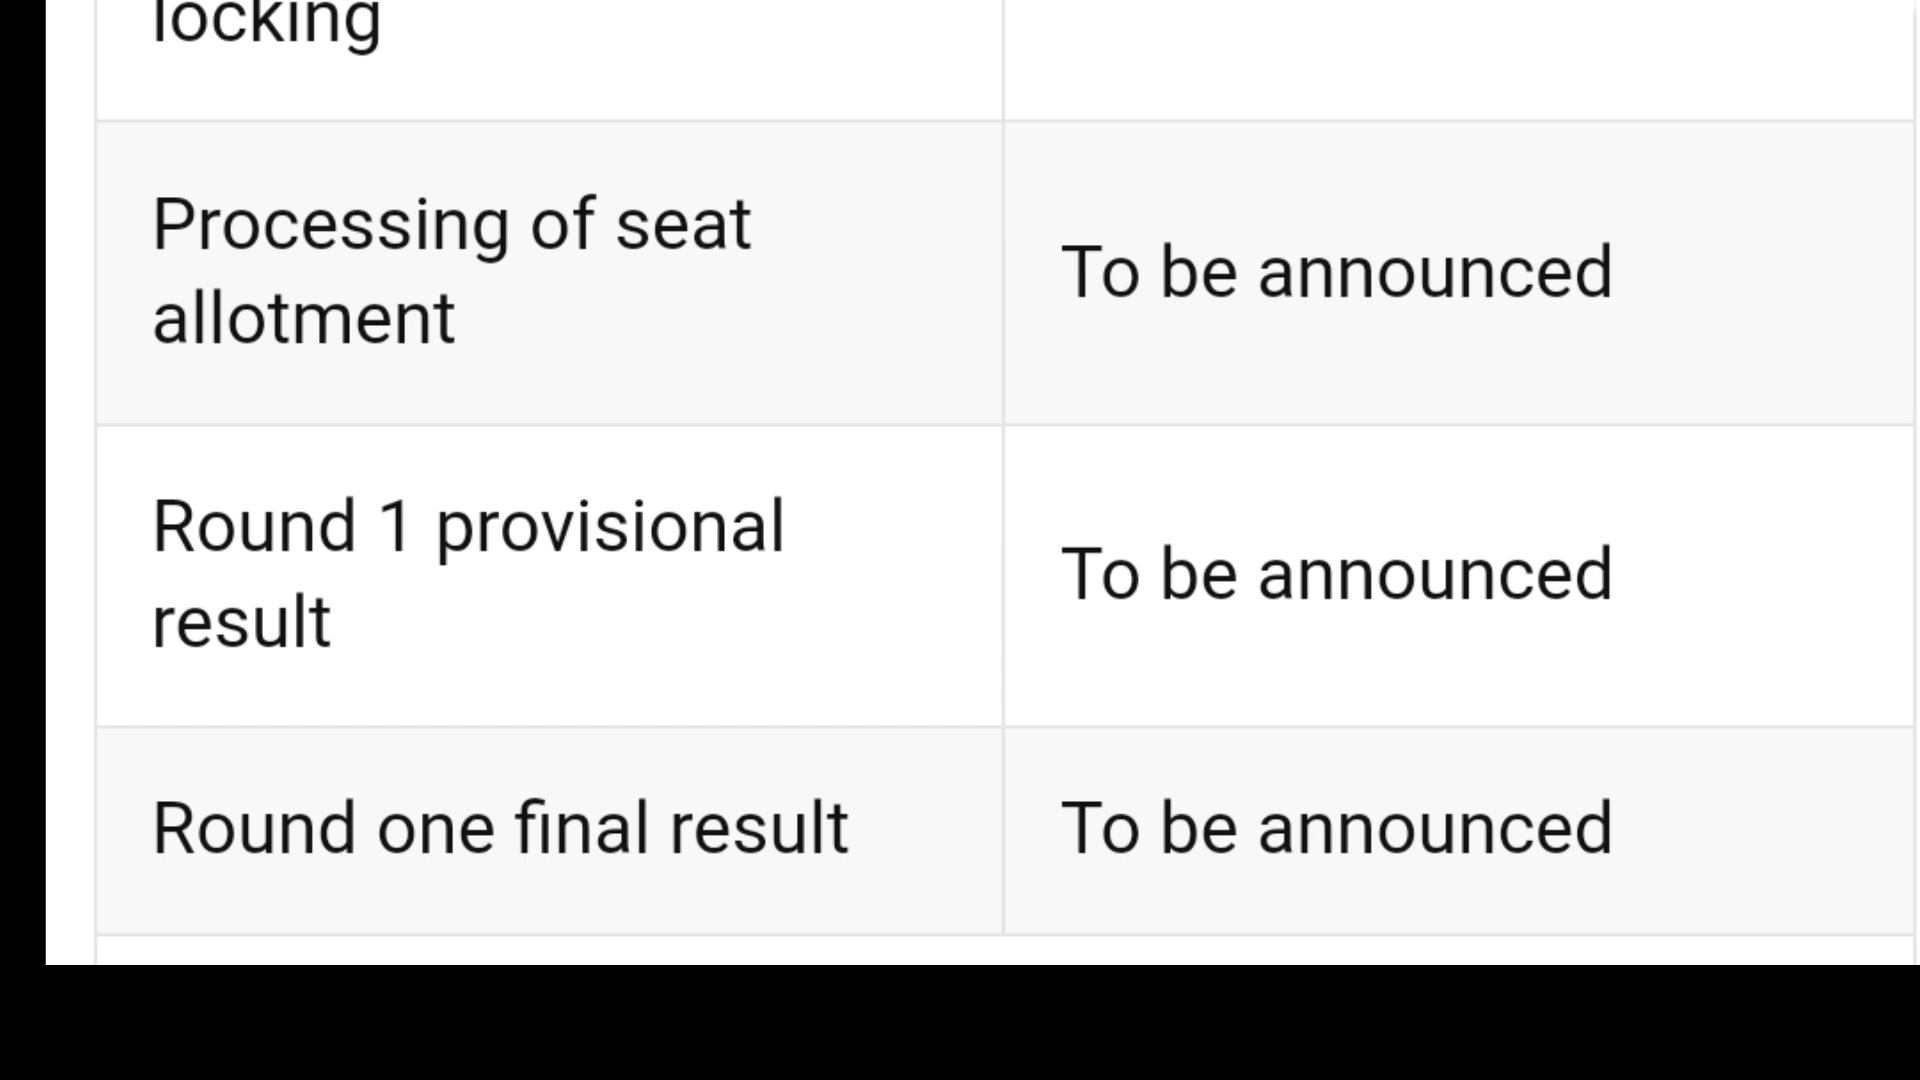 locking
Processing of seat
allotment
To be announced
Round 1 provisional
result
To be announced
Round one final result
To be announced